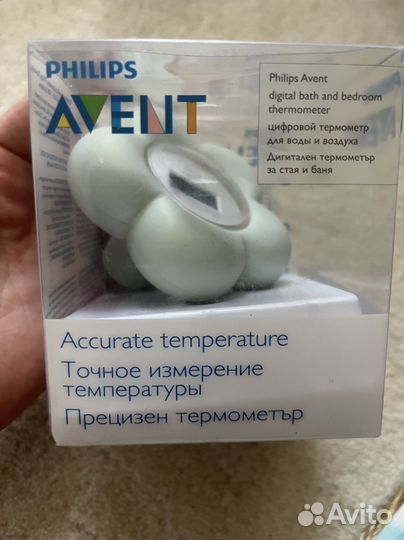 PHILIPS
AVENT
Philips Avent
digital bath and bedroom
thermometer
цифровой термометр
для воды и воздуха
Дигитален термометър
за стая и баня
Accurate temperature
Точное измерение
температуры
Прецизен термометър
Avito